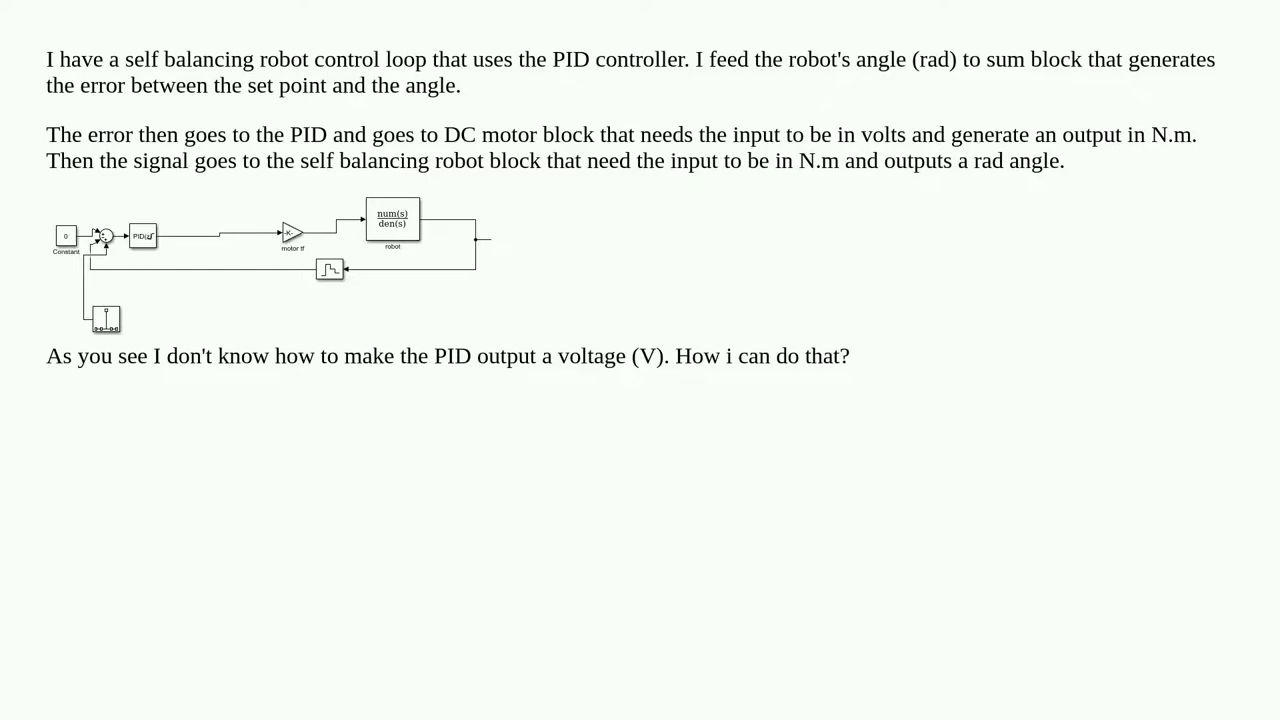 I have a self balancing robot control loop that uses the PID controller. I feed the robot's angle (rad) to sum block that generates
the error between the set point and the angle.
The error then goes to the PID and goes to DC motor block that needs the input to be in volts and generate an output in N.m.
Then the signal goes to the self balancing robot block that need the input to be in N.m and outputs a rad angle.
num(s)
den(s)
0
PID(z)
-K-
Constant
motor tf
robot
As you see I don't know how to make the PID output a voltage (V). How i can do that?